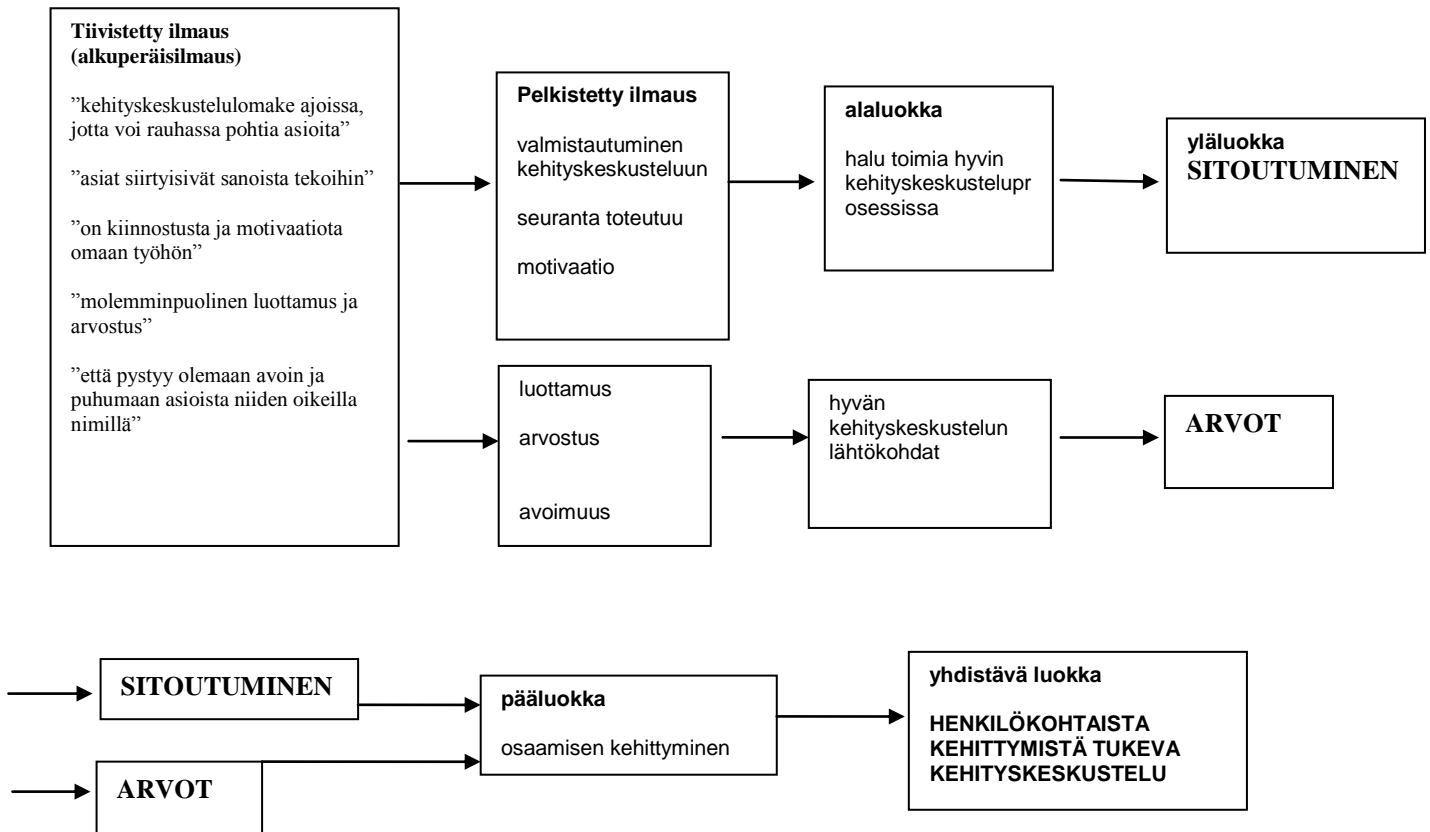 Tiivistetty ilmaus
(alkuperäisilmaus)
”kehityskeskustelulomake ajoissa,
jotta voi rauhassa pohtia asioita”
”asiat siirtyisivät sanoista tekoihin”
”on kiinnostusta ja motivaatiota
omaan työhön”
”molemminpuolinen luottamus ja
arvostus”
”että pystyy olemaan avoin ja
puhumaan asioista niiden oikeilla
nimillä”
Pelkistetty ilmaus
valmistautuminen
kehityskeskusteluun
seuranta toteutuu
motivaatio
alaluokka
halu toimia hyvin
kehityskeskustelupr
osessissa
yläluokka
SITOUTUMINEN
luottamus
arvostus
avoimuus
hyvän
kehityskeskustelun
lähtökohdat
ARVOT
SITOUTUMINEN
ARVOT
pääluokka
osaamisen kehittyminen
yhdistävä luokka
HENKILÖKOHTAISTA
KEHITTYMISTÄ TUKEVA
KEHITYSKESKUSTELU